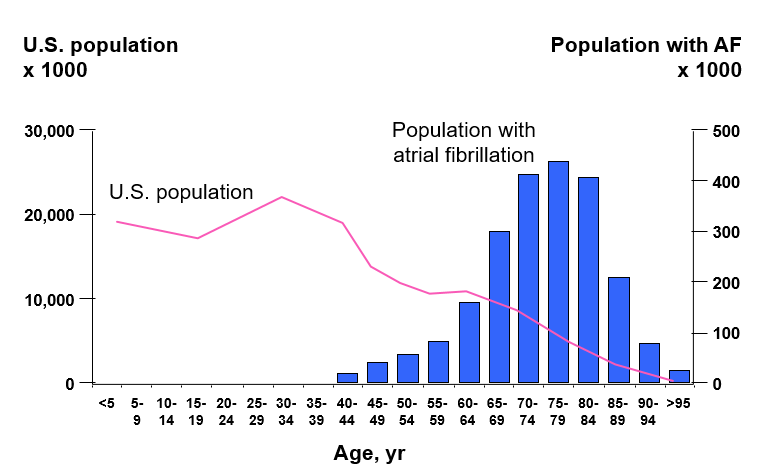 U.S. population
x 1000
Population with AF
x 1000
Population with
atrial fibrillation
U.S. population
30,000
20,000
10,000
0
500
400
300
200
100
0
<5 5- 10- 15- 20- 25- 30- 35- 40- 45- 50- 55- 60- 65- 70- 75- 80- 85- 90- >95
9 14 19 24 29 34 39 44 49 54 59 64 69 74 79 84 89 94
Age, yr